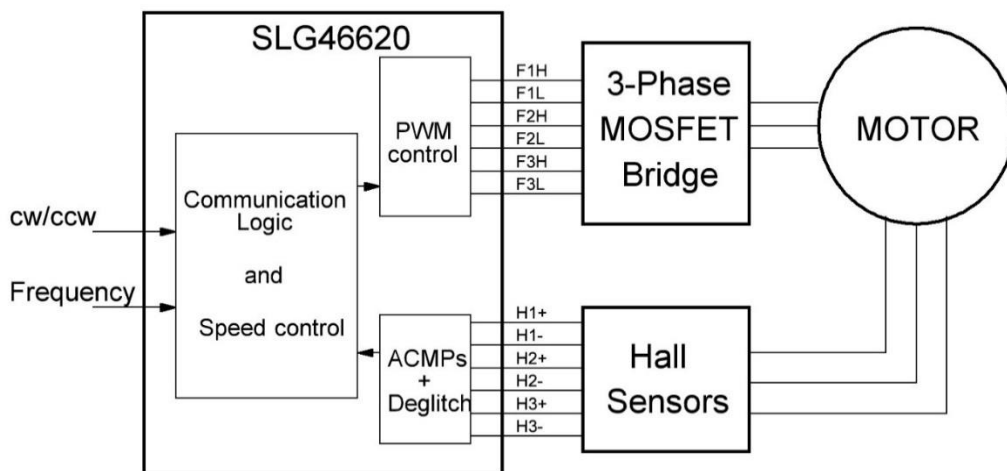 SLG46620
PWM
control
F1H
F1L
F2H
F2L
F3H
F3L
3-Phase
MOSFET
Bridge
MOTOR
cw/ccw
Frequency
Communication
Logic
and
Speed control
ACMPs
+
Deglitch
H1+
H1-
H2+
H2-
H3+
H3-
Hall
Sensors